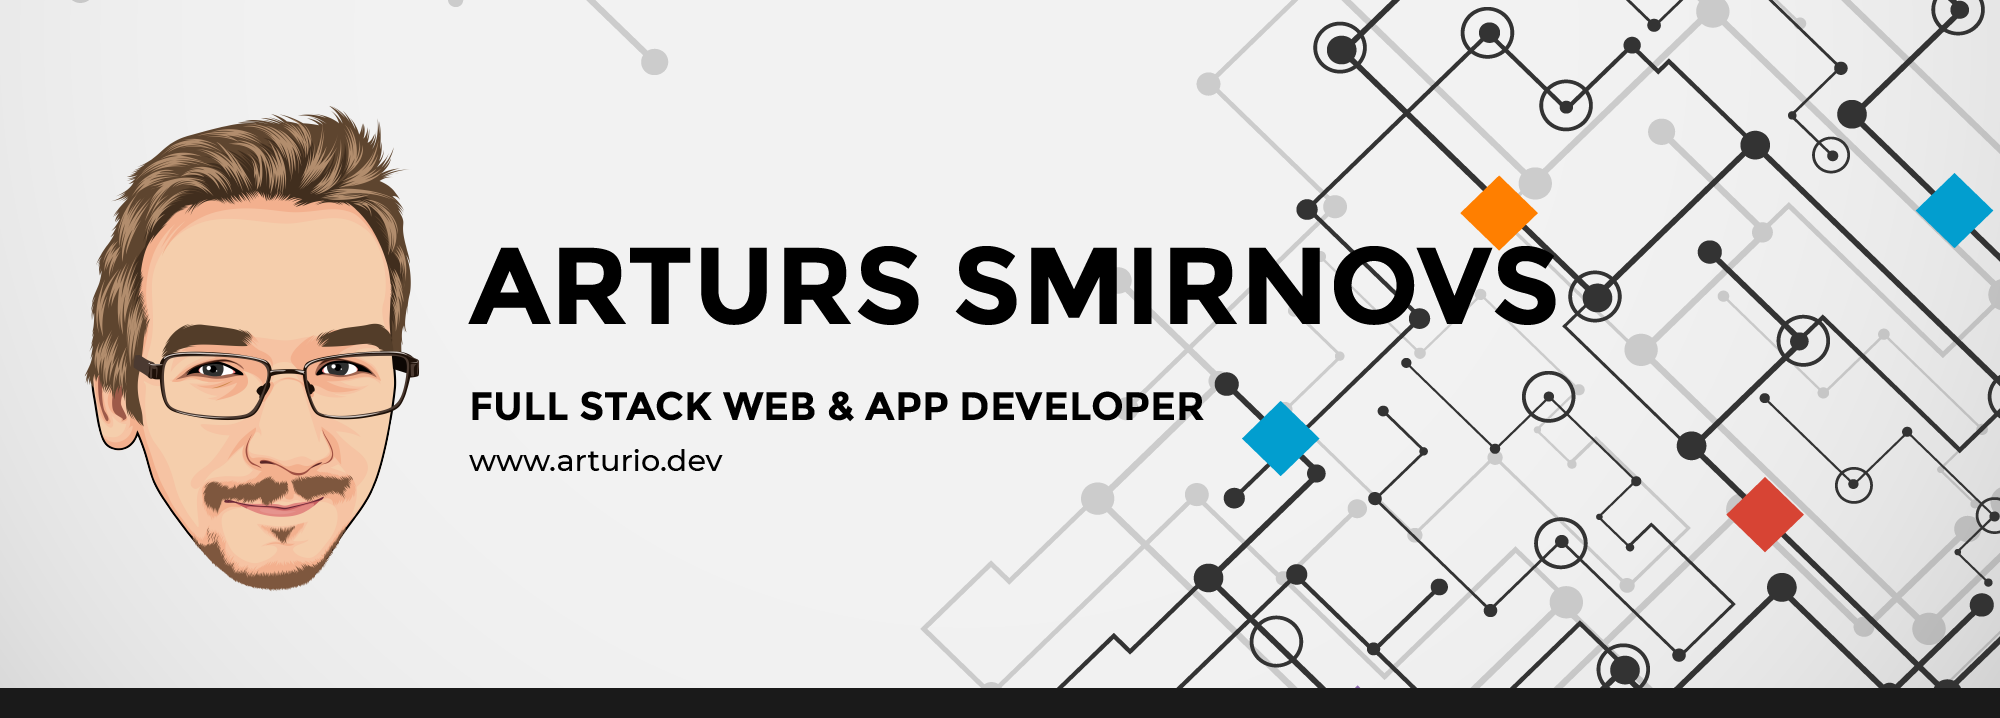 ARTURS SMIRNOVS
FULL STACK WEB & APP DEVELOPER
www.arturio.dev